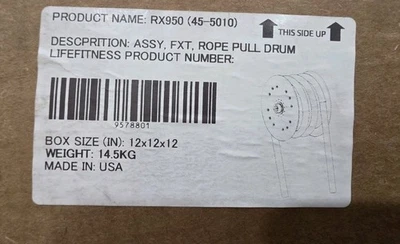 PRODUCT NAME: RX950 (45-5010)
THIS SIDE UP
DESCPRITION: ASSY, FXT, ROPE PULL DRUM
LIFEFITNESS PRODUCT NUMBER:
9578801
BOX SIZE (IN): 12x12x12
WEIGHT: 14.5KG
MADE IN: USA